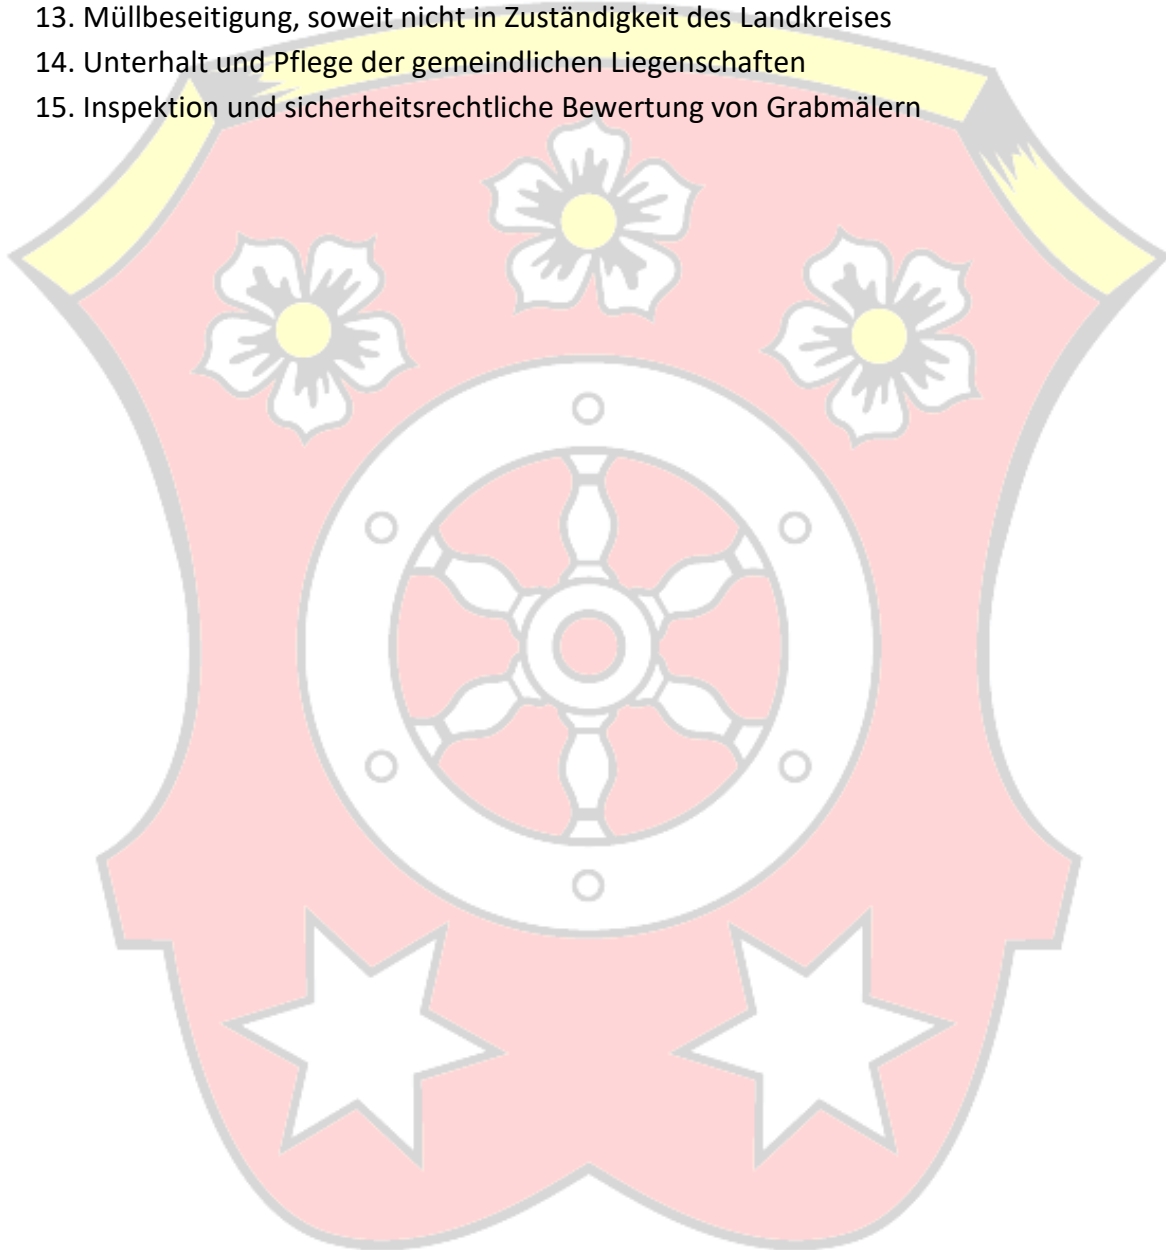 13. Müllbeseitigung, soweit nicht in Zuständigkeit des Landkreises
14. Unterhalt und Pflege der gemeindlichen Liegenschaften
15. Inspektion und sicherheitsrechtliche Bewertung von Grabmälern